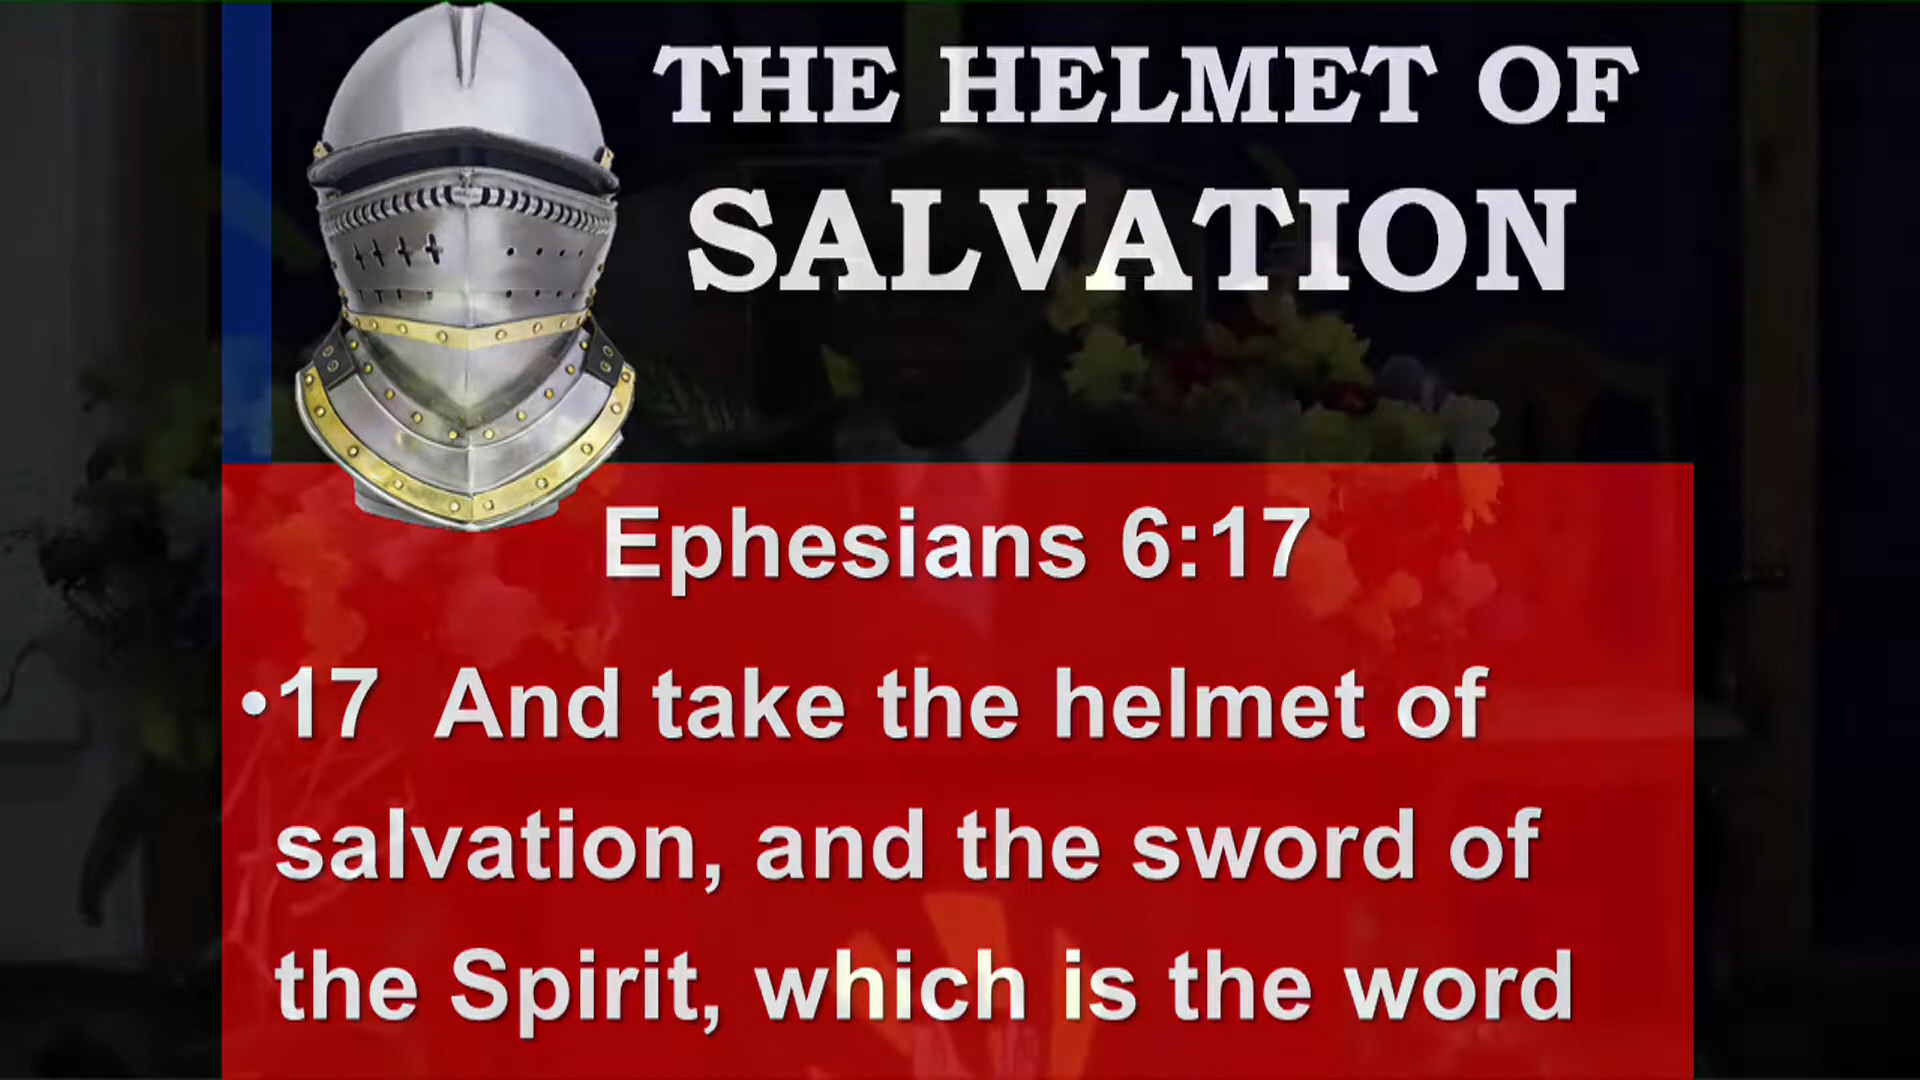 THE HELMET OF
SALVATION
Ephesians 6:17
•17 And take the helmet of
salvation, and the sword of
the Spirit, which is the word